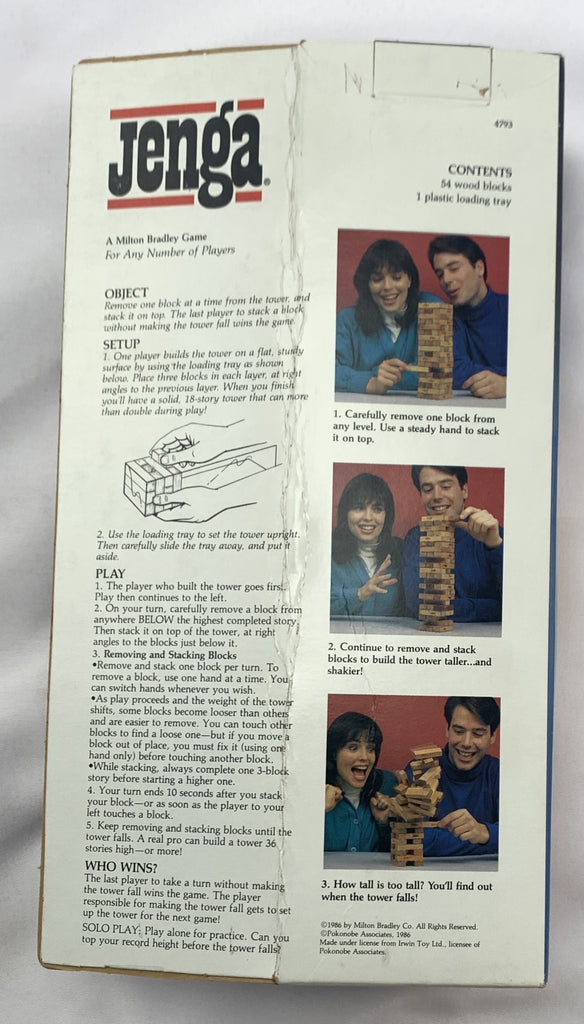 Jenga®
A Milton Bradley Game
For Any Number of Players
OBJECT
Remove one block at a time from the tower, and
stack it on top. The last player to stack a block
without making the tower fall wins the game.
SETUP
1. One player builds the tower on a flat, sturdy
surface by using the loading tray as shown
below. Place three blocks in each layer, at right
angles to the previous layer. When you finish
you'll have a solid, 18-story tower that can more
than double during play!
2. Use the loading tray to set the tower upright.
Then carefully slide the tray away, and put it
aside.
PLAY
1. The player who built the tower goes first.
Play then continues to the left.
2. On your turn, carefully remove a block from
anywhere BELOW the highest completed story.
Then stack it on top of the tower, at right
angles to the blocks just below it.
3. Removing and Stacking Blocks
•Remove and stack one block per turn. To
remove a block, use one hand at a time. You
can switch hands whenever you wish.
•As play proceeds and the weight of the tower
shifts, some blocks become looser than others
and are easier to remove. You can touch other
blocks to find a loose one—but if you move a
block out of place, you must fix it (using one
hand only) before touching another block.
•While stacking, always complete one 3-block
story before starting a higher one.
4. Your turn ends 10 seconds after you stack
your block—or as soon as the player to your
left touches a block.
5. Keep removing and stacking blocks until the
tower falls. A real pro can build a tower 36
stories high—or more!
WHO WINS?
The last player to take a turn without making
the tower fall wins the game. The player
responsible for making the tower fall gets to set
up the tower for the next game!
SOLO PLAY: Play alone for practice. Can you
top your record height before the tower falls?
4793
CONTENTS
54 wood blocks
1 plastic loading tray
1. Carefully remove one block from
any level. Use a steady hand to stack
it on top.
2. Continue to remove and stack
blocks to build the tower taller...and
shakier!
3. How tall is too tall? You'll find out
when the tower falls!
©1986 by Milton Bradley Co. All Rights Reserved.
©Pokonobe Associates, 1986
Made under license from Irwin Toy Ltd., licensee of
Pokonobe Associates.